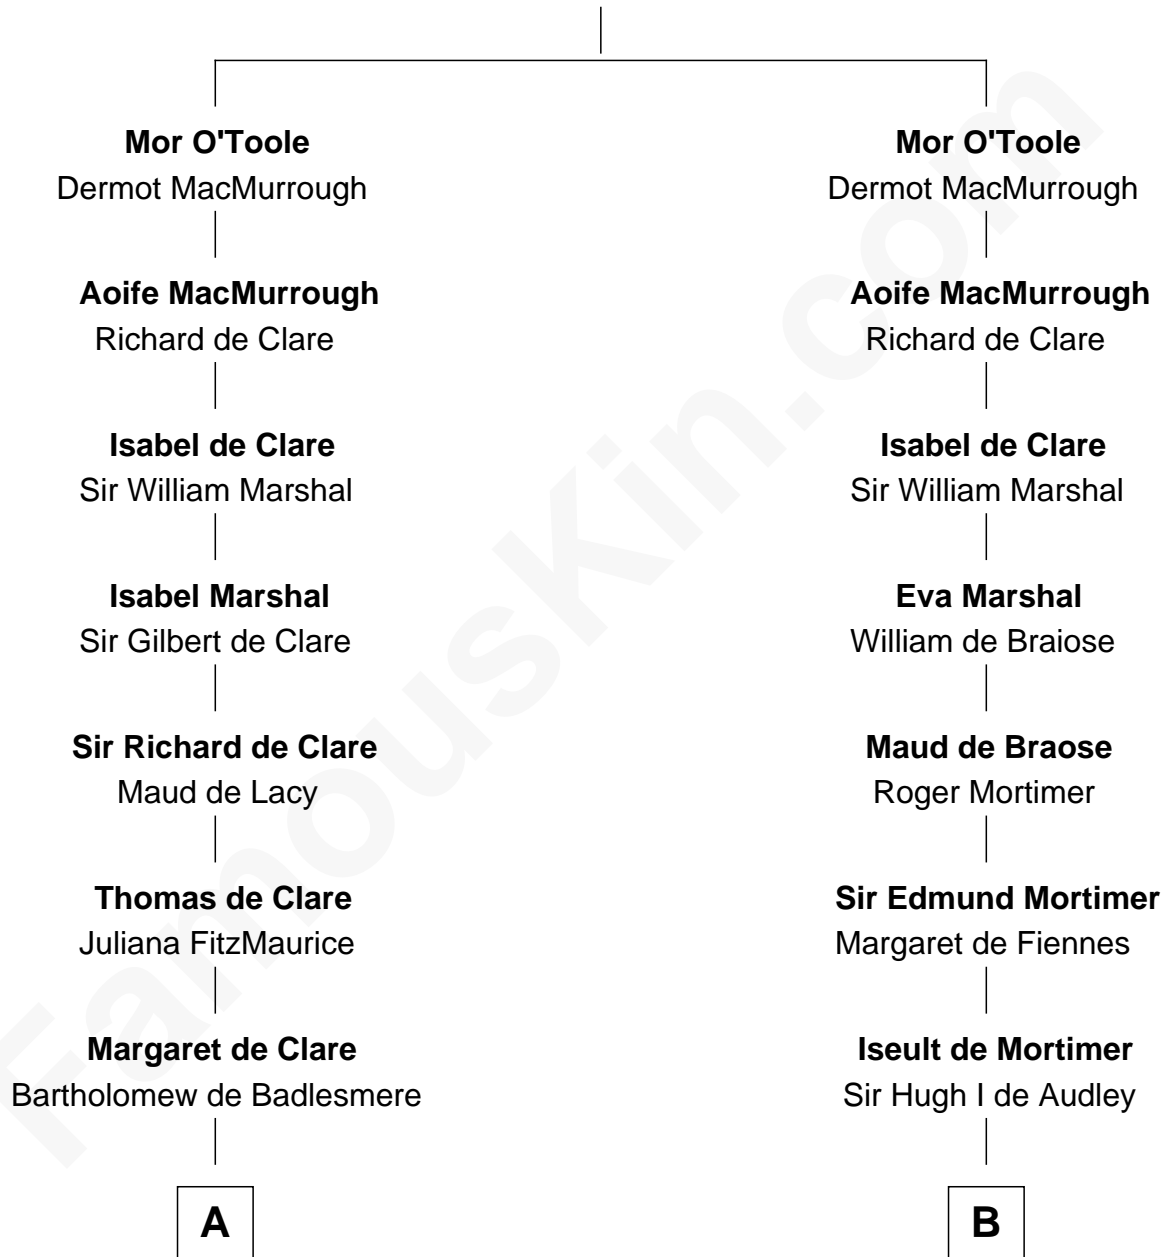 Mor O'Toole
Dermot MacMurrough
Aoife MacMurrough
Richard de Clare
Isabel de Clare
Sir William Marshal
Isabel Marshal
Sir Gilbert de Clare
Sir Richard de Clare
Maud de Lacy
Thomas de Clare
Juliana FitzMaurice
Margaret de Clare
Bartholomew de Badlesmere
A
Mor O'Toole
Dermot MacMurrough
Aoife MacMurrough
Richard de Clare
Isabel de Clare
Sir William Marshal
Eva Marshal
William de Braiose
Maud de Braose
Roger Mortimer
Sir Edmund Mortimer
Margaret de Fiennes
Iseult de Mortimer
Sir Hugh I de Audley
B
FamousKin.com